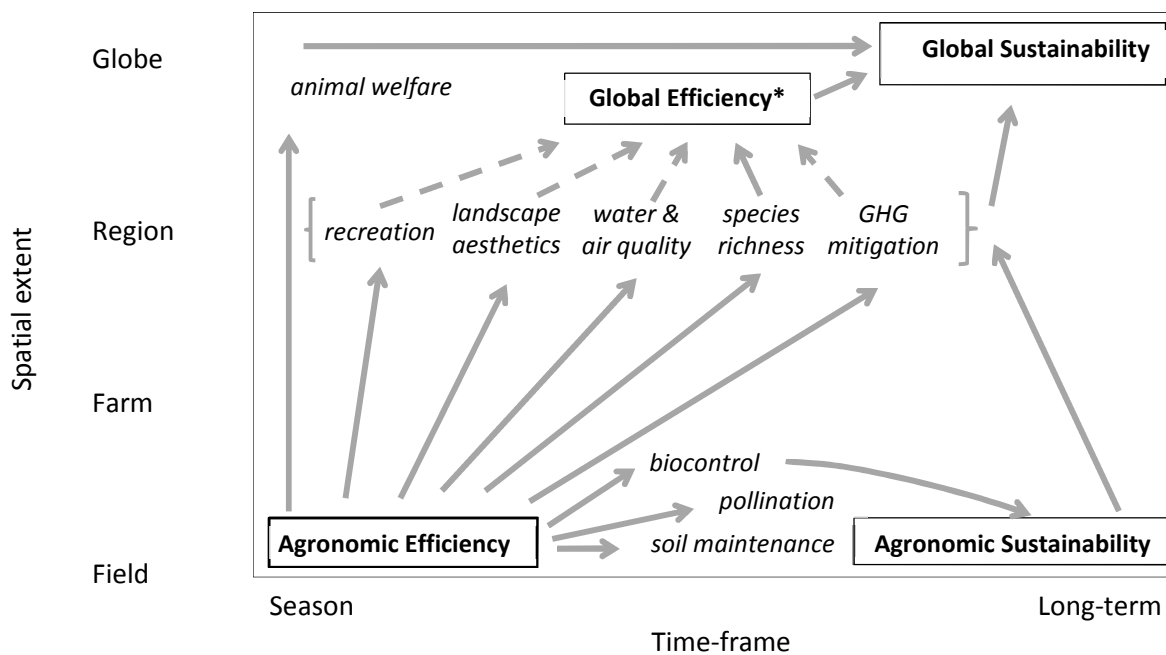 Globe
Global Sustainability
animal welfare
Global Efficiency*
Spatial extent
Region
recreation
landscape
aesthetics
water &
air quality
species
richness
GHG
mitigation
Farm
biocontrol
pollination
Agronomic Efficiency
soil maintenance
Agronomic Sustainability
Field
Season
Long-term
Time-frame